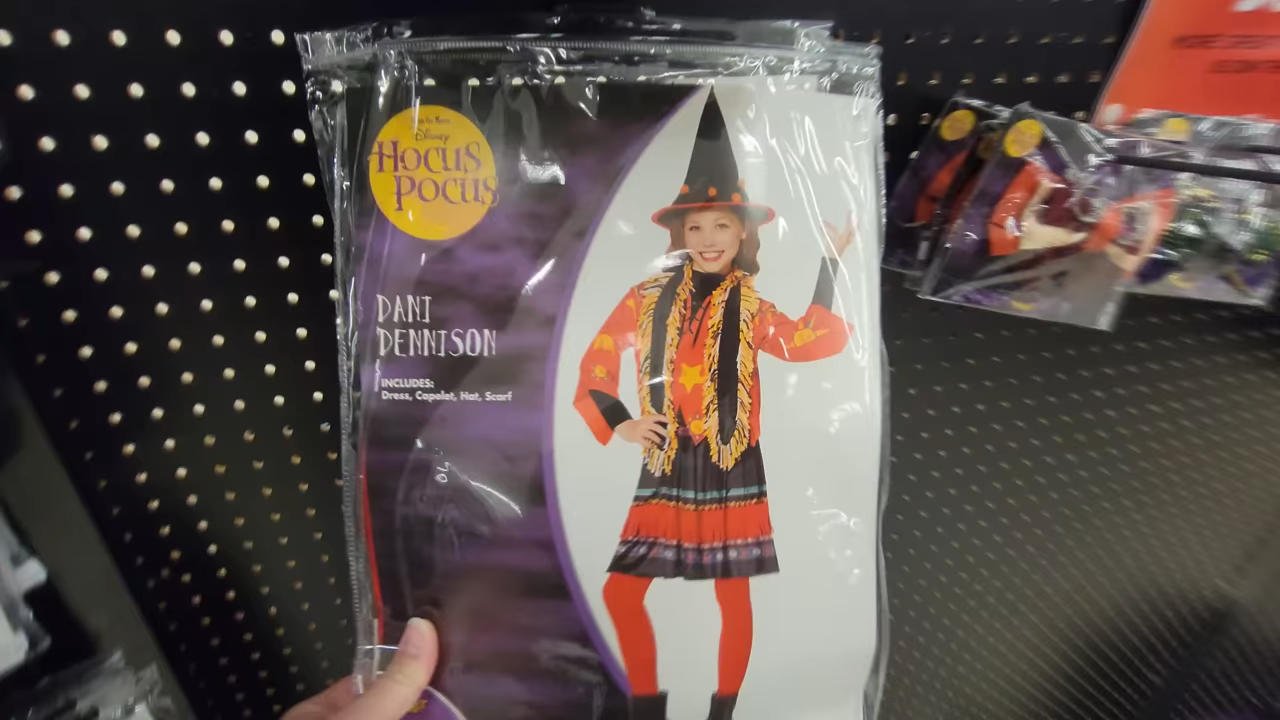 Disney
HOCUS
POCUS
DANI
DENNISON
INCLUDES:
Dress, Capelet, Hat, Scarf